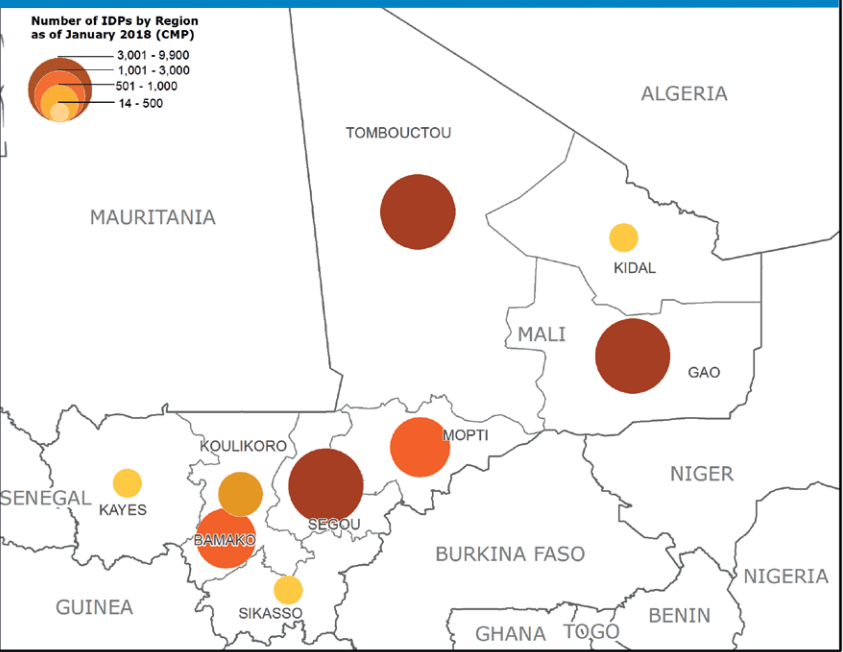 Number of IDPs by Region
as of January 2018 (CMP)
3,001 - 9,900
1,001 - 3,000
501 - 1,000
14 - 500
ALGERIA
TOMBOUCTOU
MAURITANIA
KIDAL
MALI
GAO
MOPTI
KOULIKORO
NIGER
SENEGAL
KAYES
SEGOU
BAMAKO
BURKINA FASO
NIGERIA
GUINEA
SIKASSO
BENIN
GHANA
TOGO